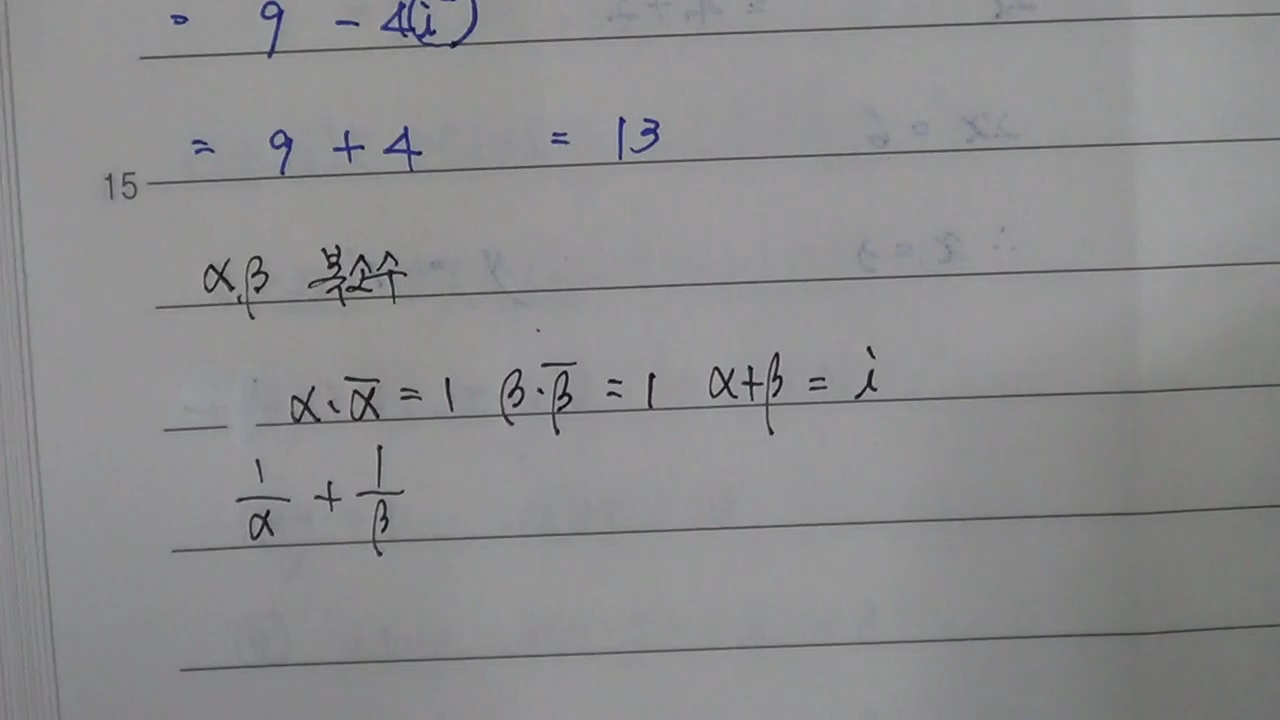 = 9 - 4(i
= 9 + 4 = 13
15
α,β 복소수
α·ᾱ = 1 β·β̄ = 1 α+β = i
1/α + 1/β